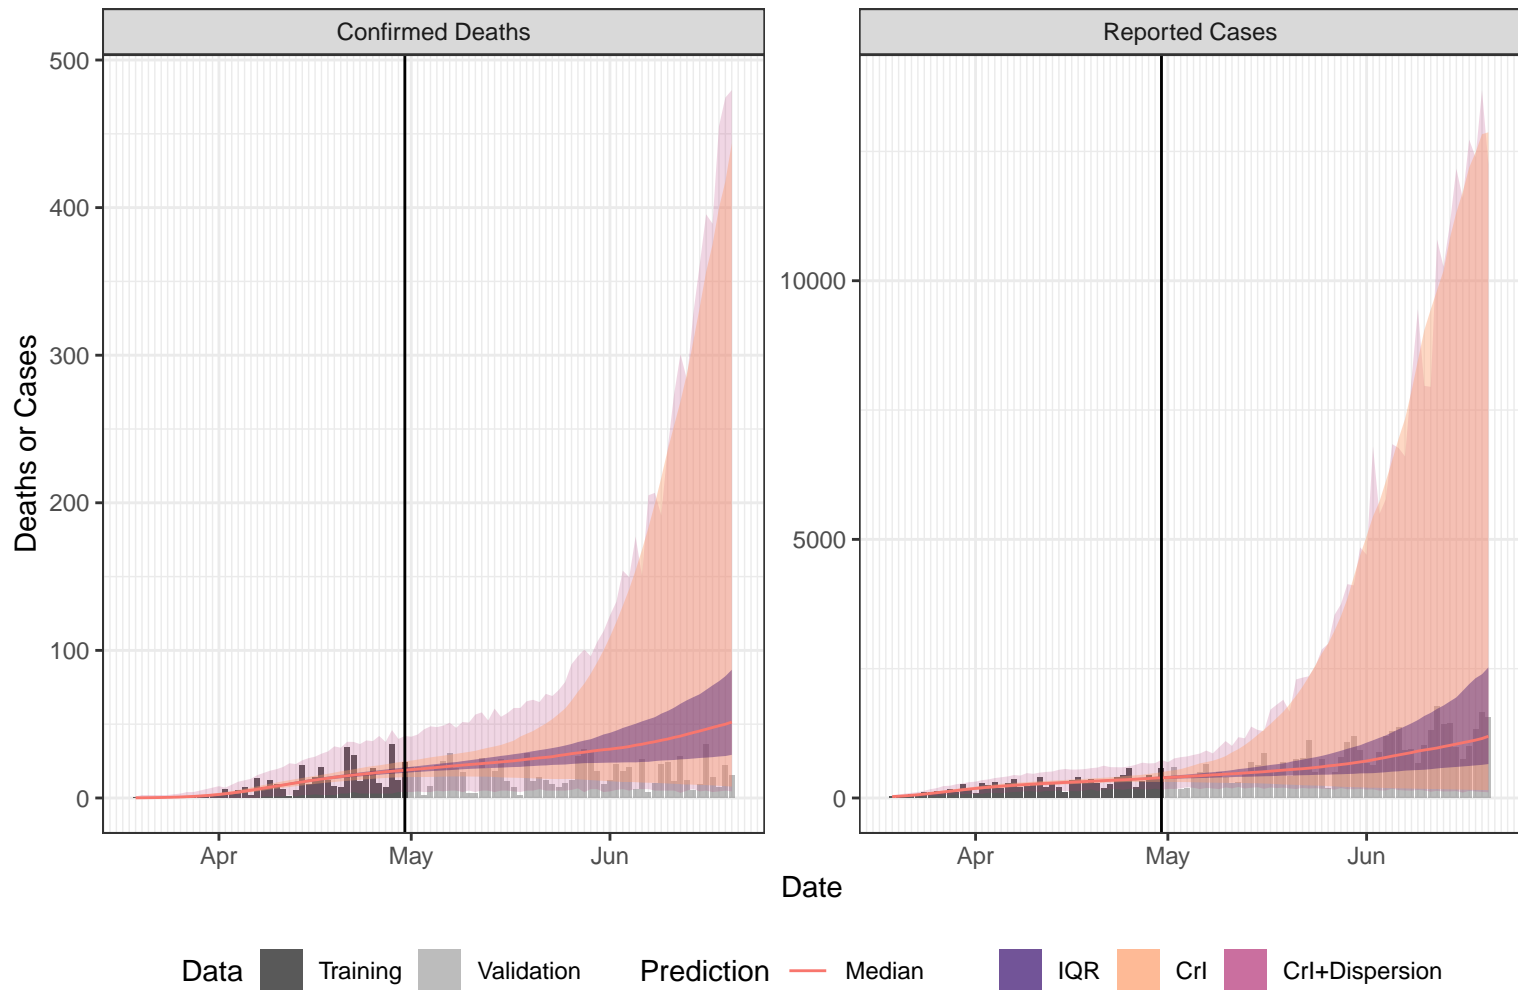 Confirmed Deaths
Reported Cases
Deaths or Cases
500
400
300
200
100
0
10000
5000
0
Apr
May
Jun
Apr
May
Jun
Date
Data Training Validation Prediction Median IQR CrI CrI+Dispersion